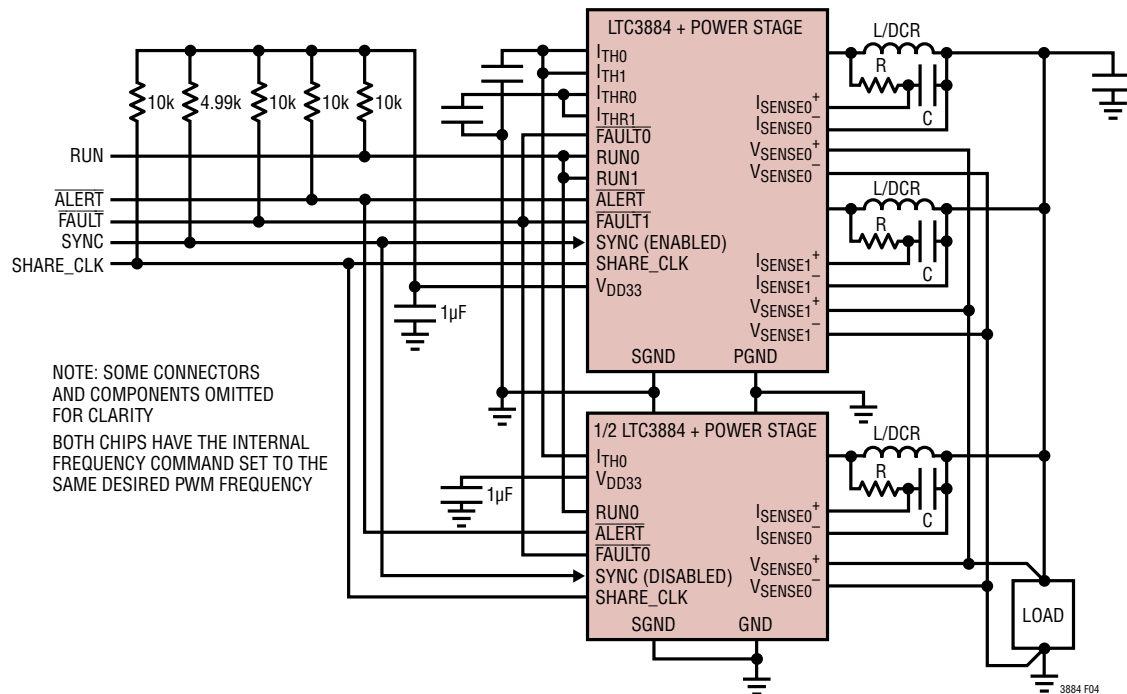 LTC3884 + POWER STAGE
ITH0
ITH1
ITHR0
ITHR1
FAULT0
RUN0
RUN1
ALERT
FAULT1
SYNC (ENABLED)
SHARE_CLK
VDD33
SGND
PGND
ISENSE0+
ISENSE0–
VSENSE0+
VSENSE0–
ISENSE1+
ISENSE1–
VSENSE1+
VSENSE1–
L/DCR
R
C
L/DCR
R
C
10k
4.99k
10k
10k
10k
RUN
ALERT
FAULT
SYNC
SHARE_CLK
1µF
NOTE: SOME CONNECTORS
AND COMPONENTS OMITTED
FOR CLARITY
BOTH CHIPS HAVE THE INTERNAL
FREQUENCY COMMAND SET TO THE
SAME DESIRED PWM FREQUENCY
1/2 LTC3884 + POWER STAGE
ITH0
VDD33
1µF
RUN0
ALERT
FAULT0
SYNC (DISABLED)
SHARE_CLK
SGND
GND
ISENSE0+
ISENSE0–
VSENSE0+
VSENSE0–
L/DCR
R
C
LOAD
3884 F04